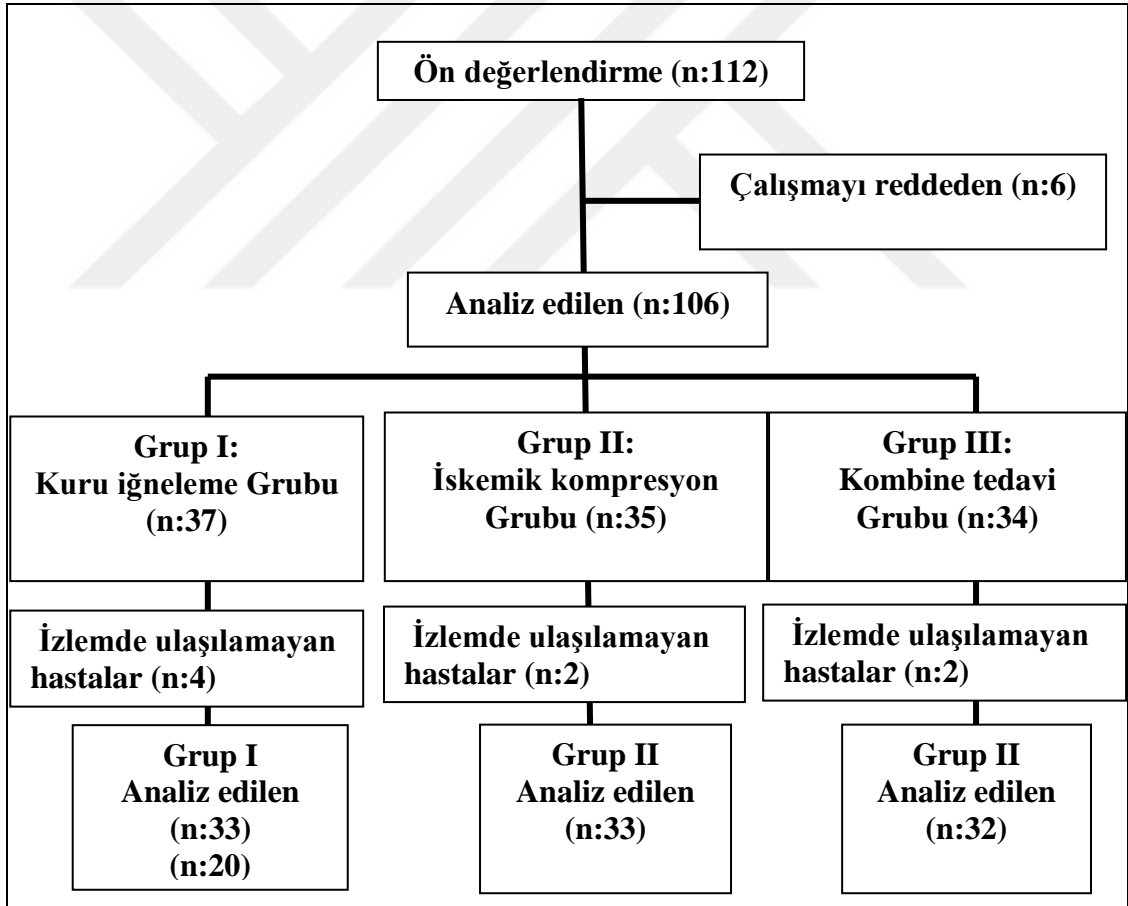 Ön değerlendirme (n:112)
Çalışmayı reddeden (n:6)
Analiz edilen (n:106)
Grup I:
Kuru iğneleme Grubu
(n:37)
Grup II:
İskemik kompresyon
Grubu (n:35)
Grup III:
Kombine tedavi
Grubu (n:34)
İzlemde ulaşılamayan
hastalar (n:4)
İzlemde ulaşılamayan
hastalar (n:2)
İzlemde ulaşılamayan
hastalar (n:2)
Grup I
Analiz edilen
(n:33)
(n:20)
Grup II
Analiz edilen
(n:33)
Grup II
Analiz edilen
(n:32)